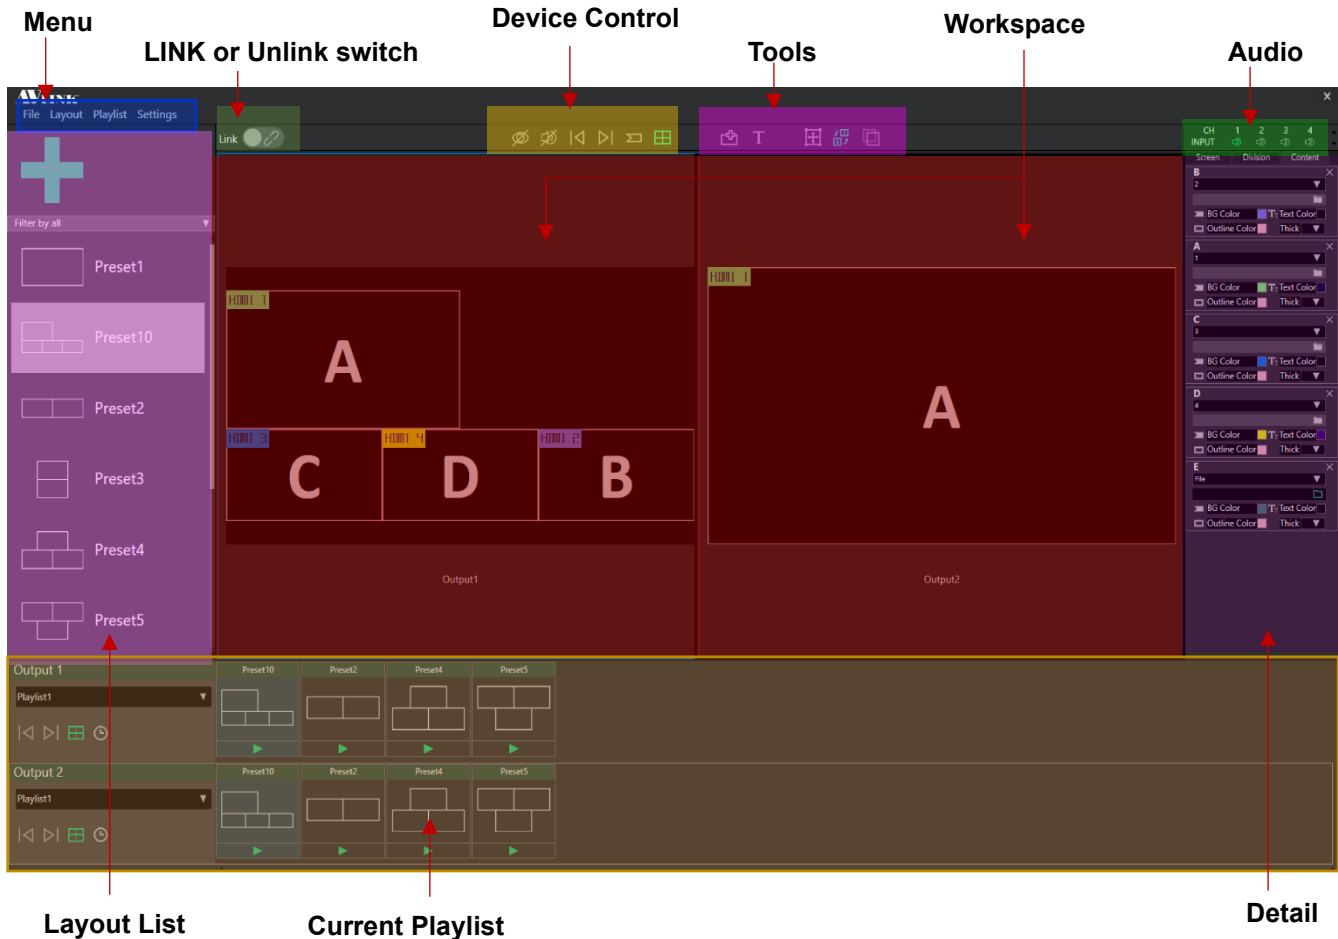 Menu
LINK or Unlink switch
Device Control
Tools
Workspace
Audio
AVLINK
File Layout Playlist Settings
Link
T
CH 1 2 3 4
INPUT
Screen Division Content
Filter by all
Preset1
Preset10
Preset2
Preset3
Preset4
Preset5
HDMI 1
A
HDMI 3
C
HDMI 4
D
HDMI 2
B
Output1
HDMI 1
A
Output2
B
2
BG Color Text Color
Outline Color Thick
A
1
BG Color Text Color
Outline Color Thick
C
3
BG Color Text Color
Outline Color Thick
D
4
BG Color Text Color
Outline Color Thick
E
File
BG Color Text Color
Outline Color Thick
Output 1
Playlist1
Preset10 Preset2 Preset4 Preset5
Output 2
Playlist1
Preset10 Preset2 Preset4 Preset5
Layout List
Current Playlist
Detail